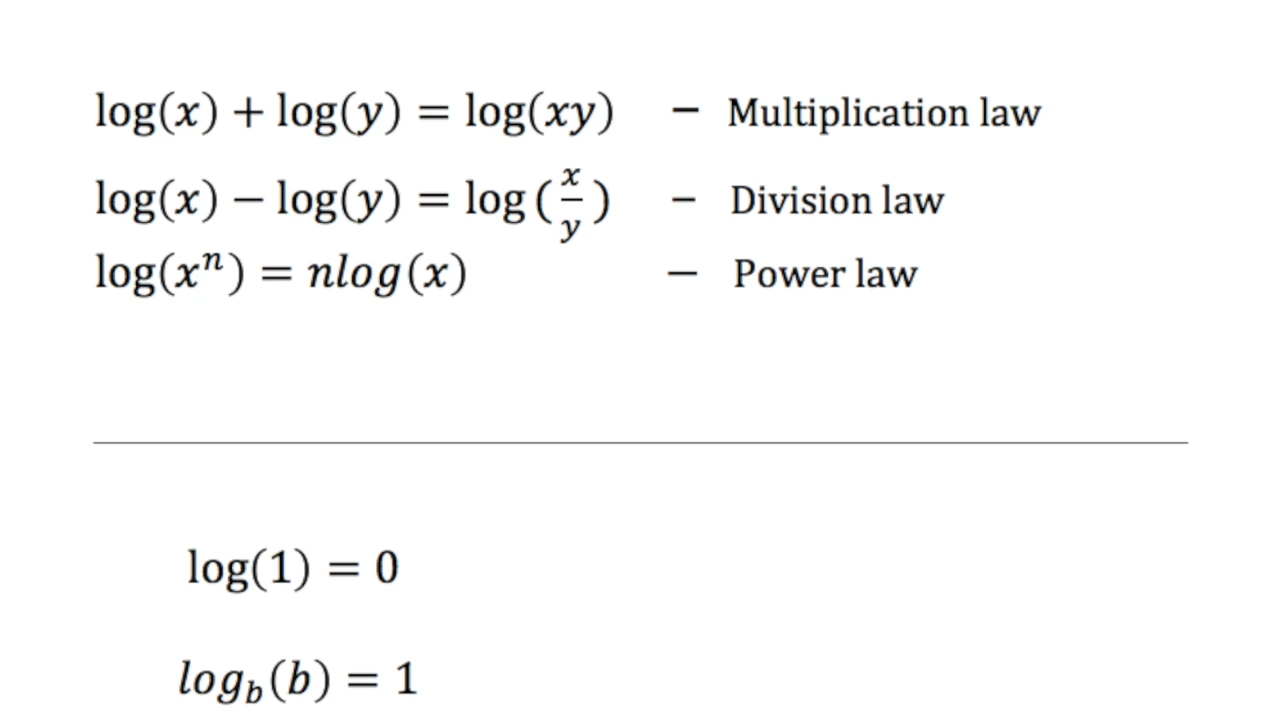 log(x) + log(y) = log(xy) − Multiplication law
log(x) − log(y) = log (x/y) − Division law
log(xⁿ) = nlog(x) − Power law
log(1) = 0
log_b(b) = 1